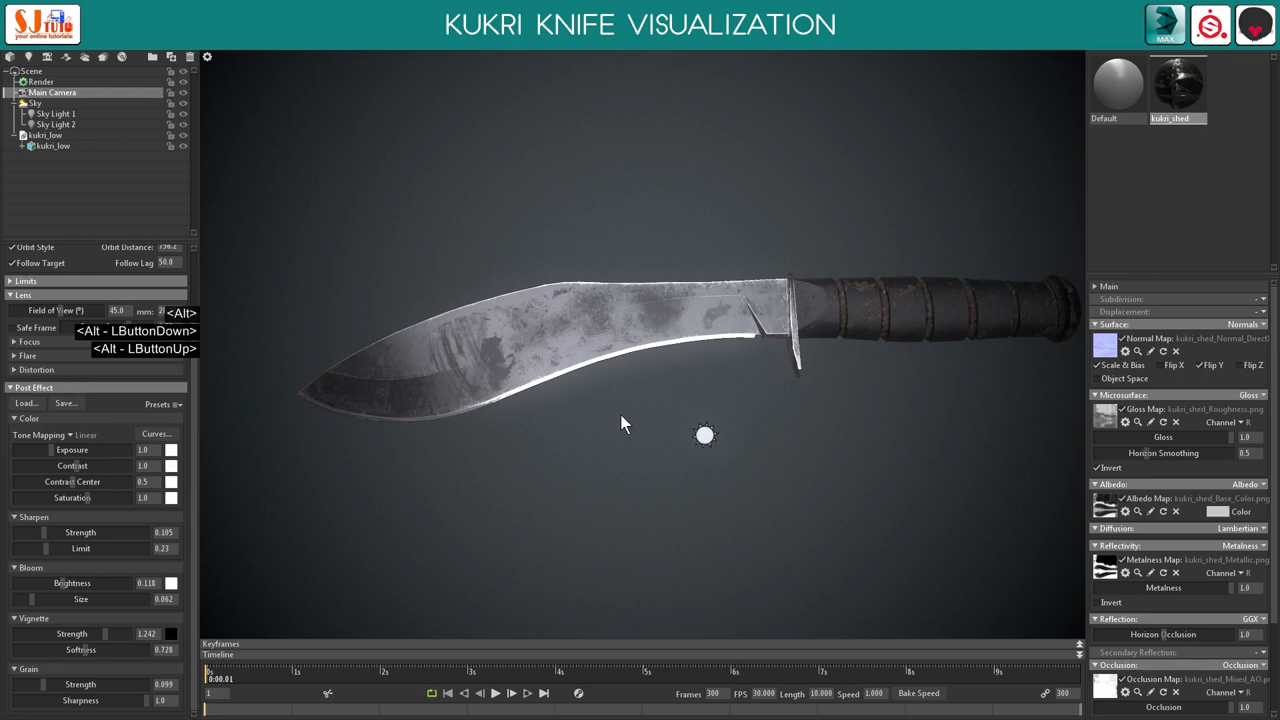 SJ TUTO
your online tutorials
KUKRI KNIFE VISUALIZATION
MAX
Scene
Render
Main Camera
Sky
Sky Light 1
Sky Light 2
kukri_low
kukri_low
Orbit Style Orbit Distance: 756.2
Follow Target Follow Lag 50.0
Limits
Lens
Field of View (º) 45.0 mm:
<Alt>
Safe Frame
<Alt - LButtonDown>
Focus
<Alt - LButtonUp>
Flare
Distortion
Post Effect
Load... Save... Presets
Color
Tone Mapping Linear Curves...
Exposure 1.0
Contrast 1.0
Contrast Center 0.5
Saturation 1.0
Sharpen
Strength 0.105
Limit 0.23
Bloom
Brightness 0.118
Size 0.062
Vignette
Strength 1.242
Softness 0.728
Grain
Strength 0.099
Sharpness 1.0
Keyframes
Timeline
0s 1s 2s 3s 4s 5s 6s 7s 8s 9s
0:00.01
1 Frames 300 FPS 30.000 Length 10.000 Speed 1.000 Bake Speed 300
Default kukri_shed
Main
Subdivision:
Displacement:
Surface: Normals
Normal Map: kukri_shed_Normal_Direct
Scale & Bias Flip X Flip Y Flip Z
Object Space
Microsurface: Gloss
Gloss Map: kukri_shed_Roughness.png
Channel R
Gloss 1.0
Horizon Smoothing 0.5
Invert
Albedo: Albedo
Albedo Map: kukri_shed_Base_Color.png
Color
Diffusion: Lambertian
Reflectivity: Metalness
Metalness Map: kukri_shed_Metallic.png
Channel R
Metalness 1.0
Invert
Reflection: GGX
Horizon Occlusion 1.0
Secondary Reflection:
Occlusion: Occlusion
Occlusion Map: kukri_shed_Mixed_AO.pn
Channel R
Occlusion 1.0